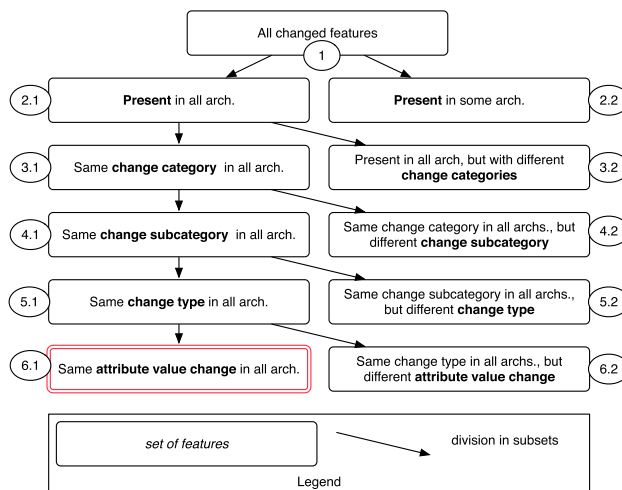 All changed features
1
2.1
Present in all arch.
Present in some arch.
2.2
3.1
Same change category in all arch.
Present in all arch, but with different
change categories
3.2
4.1
Same change subcategory in all arch.
Same change category in all archs., but
different change subcategory
4.2
5.1
Same change type in all arch.
Same change subcategory in all archs.,
but different change type
5.2
6.1
Same attribute value change in all arch.
Same change type in all archs., but
different attribute value change
6.2
set of features
division in subsets
Legend